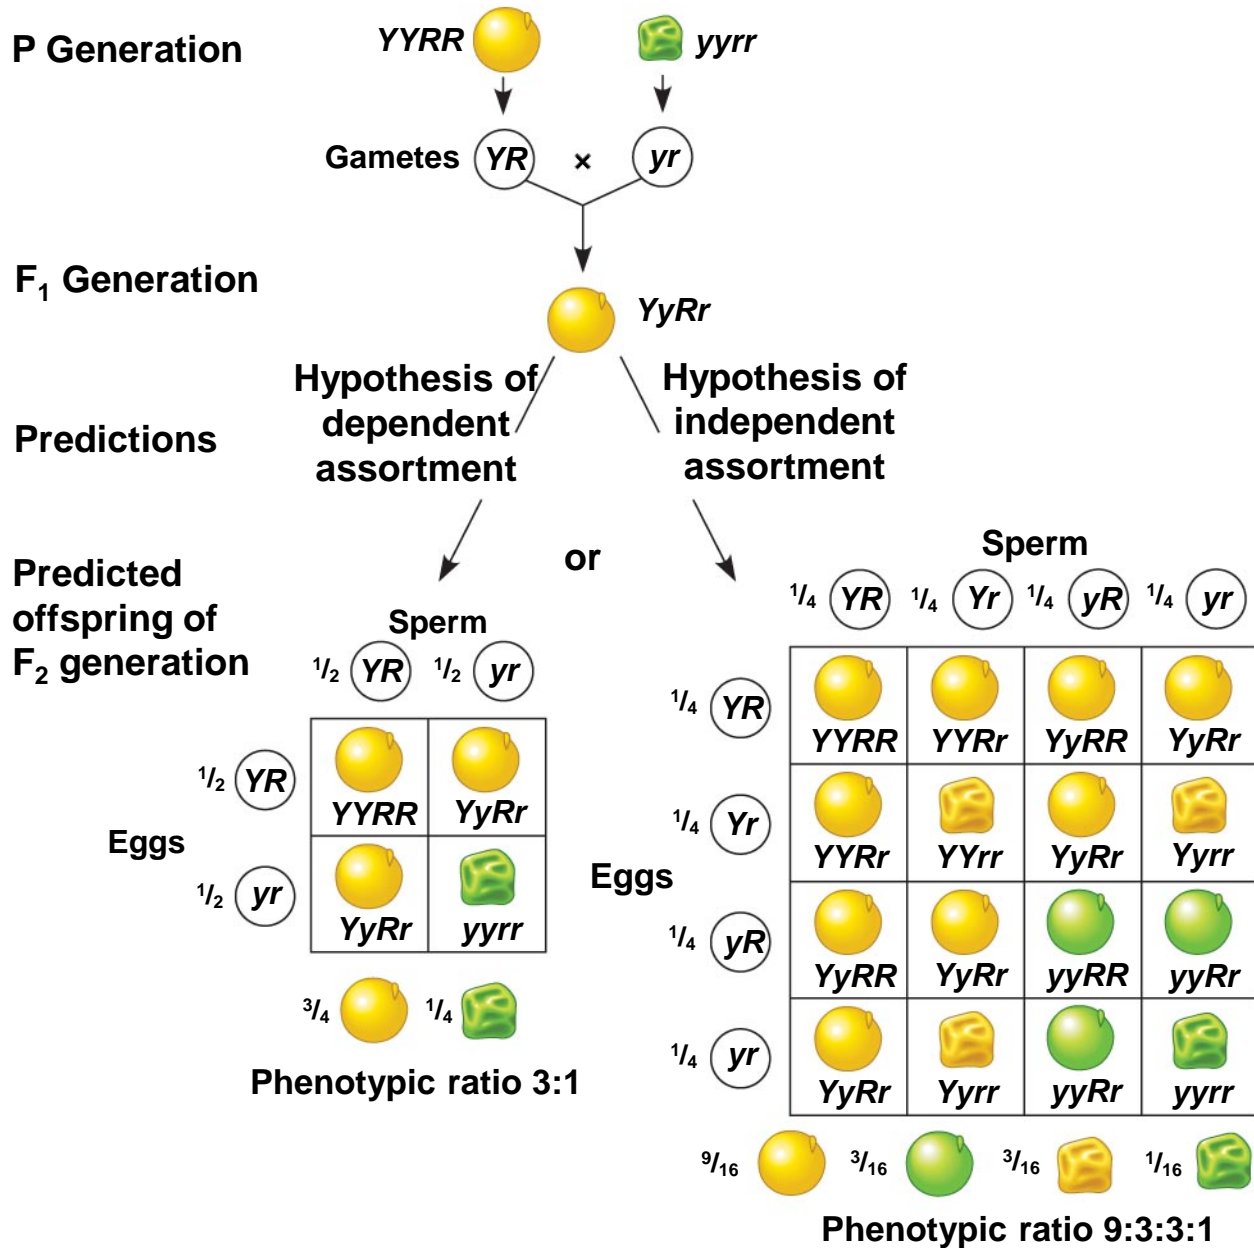 P Generation
YYRR
yyrr
Gametes
YR
×
yr
F₁ Generation
YyRr
Predictions
Hypothesis of
dependent
assortment
Hypothesis of
independent
assortment
or
Predicted
offspring of
F₂ generation
Sperm
1/2 YR 1/2 yr
Eggs
1/2 YR
YYRR YyRr
1/2 yr
YyRr yyrr
3/4 1/4
Phenotypic ratio 3:1
Sperm
1/4 YR 1/4 Yr 1/4 yR 1/4 yr
Eggs
1/4 YR
YYRR YYRr YyRR YyRr
1/4 Yr
YYRr YYrr YyRr Yyrr
1/4 yR
YyRR YyRr yyRR yyRr
1/4 yr
YyRr Yyrr yyRr yyrr
9/16 3/16 3/16 1/16
Phenotypic ratio 9:3:3:1